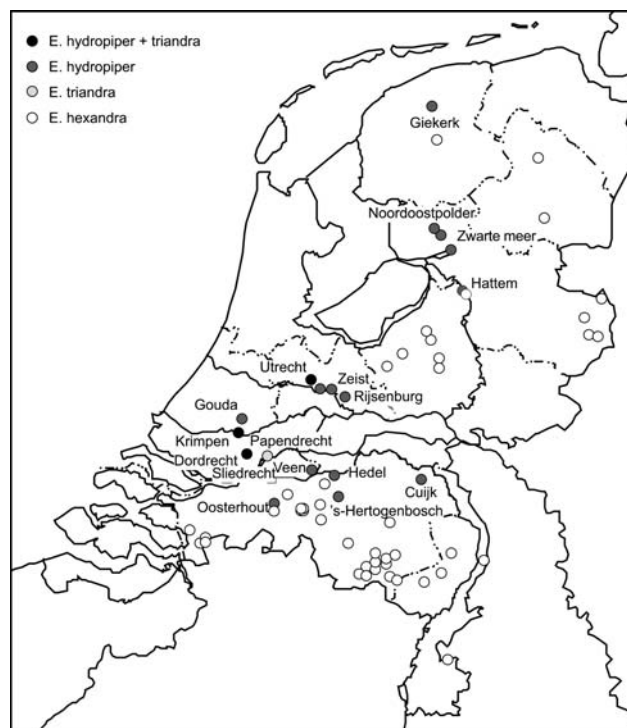 E. hydropiper + triandra
E. hydropiper
E. triandra
E. hexandra
Giekerk
Noordoostpolder
Zwarte meer
Hattem
Utrecht
Zeist
Rijsenburg
Gouda
Krimpen
Papendrecht
Dordrecht
Sliedrecht
Veen
Hedel
Cuijk
Oosterhout
's-Hertogenbosch